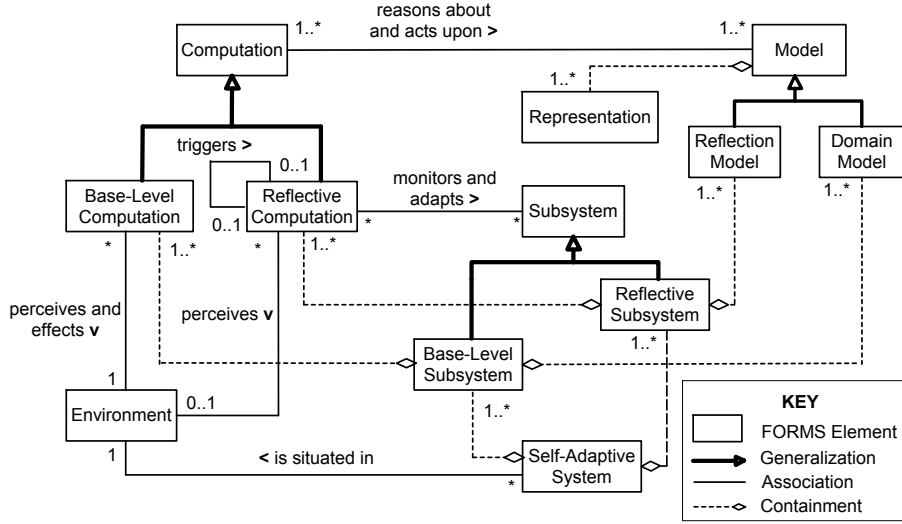 reasons about
and acts upon >
1..*
1..*
Computation
Model
1..*
Representation
triggers >
0..1
0..1
Reflection
Model
Domain
Model
1..*
1..*
Base-Level
Computation
Reflective
Computation
monitors and
adapts >
*
*
Subsystem
*
1..*
*
1..*
perceives and
effects v
perceives v
Reflective
Subsystem
1..*
Base-Level
Subsystem
1..*
1
Environment
0..1
1
< is situated in
*
Self-Adaptive
System
KEY
FORMS Element
Generalization
Association
Containment